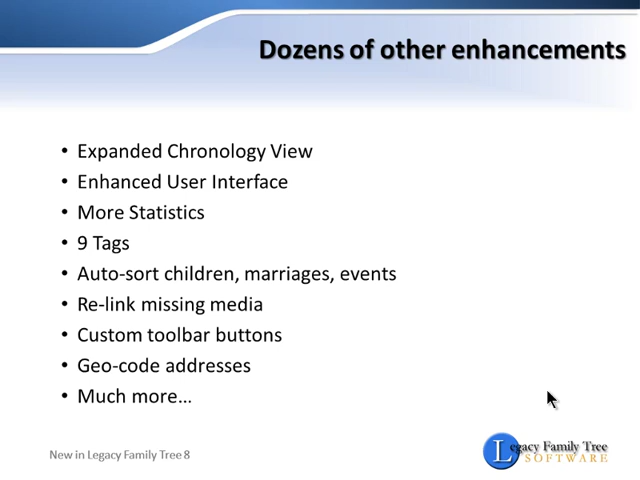 Dozens of other enhancements
• Expanded Chronology View
• Enhanced User Interface
• More Statistics
• 9 Tags
• Auto-sort children, marriages, events
• Re-link missing media
• Custom toolbar buttons
• Geo-code addresses
• Much more…
New in Legacy Family Tree 8
Legacy Family Tree
SOFTWARE